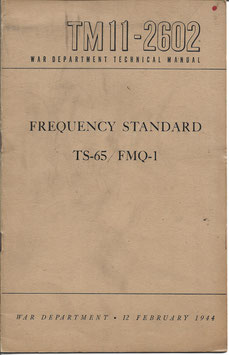 TM11-2602
WAR DEPARTMENT TECHNICAL MANUAL
FREQUENCY STANDARD
TS-65/FMQ-1
WAR DEPARTMENT • 12 FEBRUARY 1944